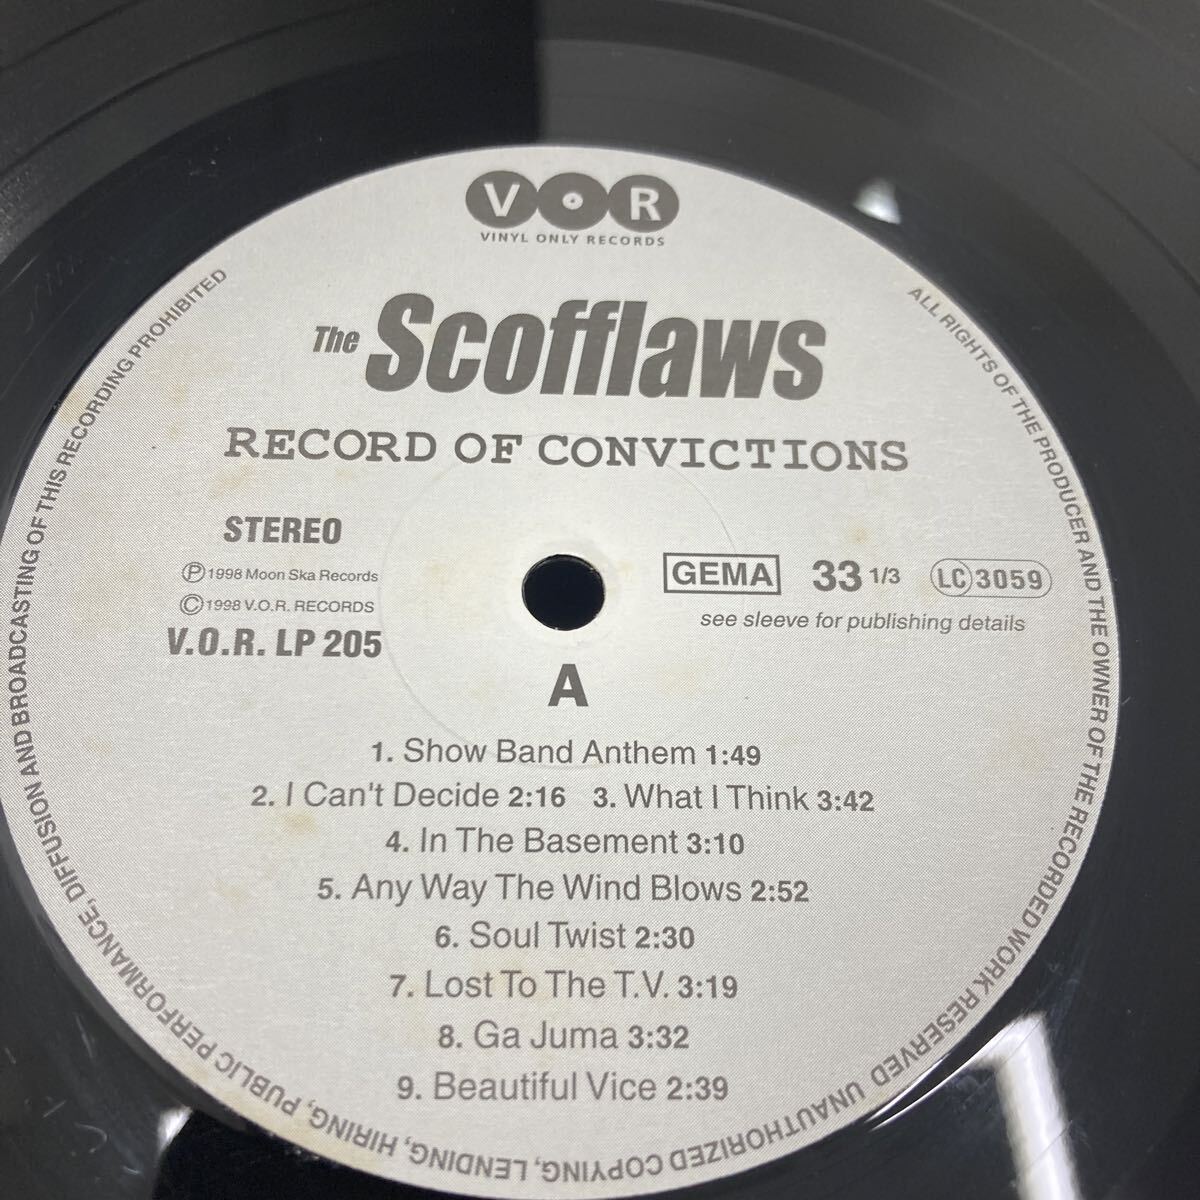 VOR
VINYL ONLY RECORDS
The Scofflaws
RECORD OF CONVICTIONS
STEREO
Ⓟ1998 Moon Ska Records
©1998 V.O.R. RECORDS
V.O.R. LP 205
GEMA 33 1/3 LC 3059
see sleeve for publishing details
A
1. Show Band Anthem 1:49
2. I Can't Decide 2:16 3. What I Think 3:42
4. In The Basement 3:10
5. Any Way The Wind Blows 2:52
6. Soul Twist 2:30
7. Lost To The T.V. 3:19
8. Ga Juma 3:32
9. Beautiful Vice 2:39
ALL RIGHTS OF THE PRODUCER AND THE OWNER OF THE RECORDED WORK RESERVED UNAUTHORIZED COPYING, LENDING, HIRING, PUBLIC PERFORMANCE, DIFFUSION AND BROADCASTING OF THIS RECORDING PROHIBITED